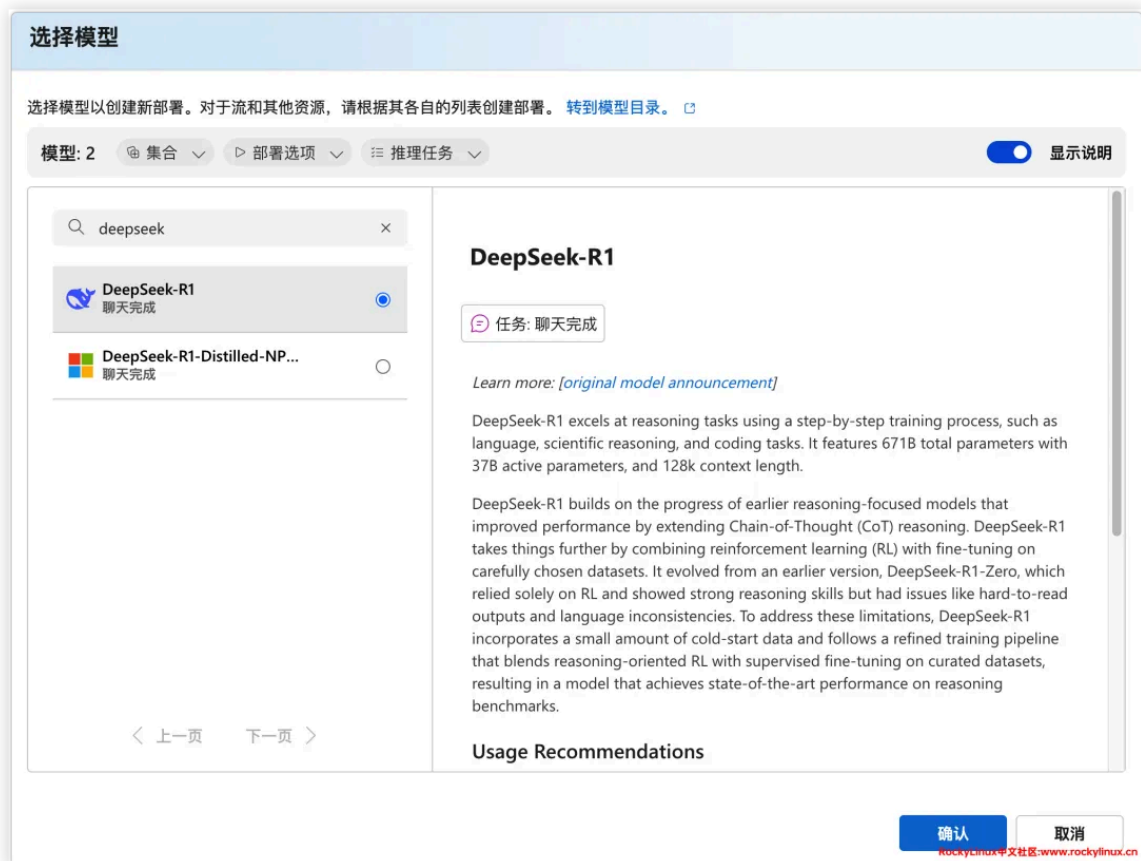 选择模型
选择模型以创建新部署。对于流和其他资源，请根据其各自的列表创建部署。 转到模型目录。
模型: 2 集合 部署选项 推理任务 显示说明
deepseek
DeepSeek-R1
聊天完成
DeepSeek-R1-Distilled-NP...
聊天完成
上一页 下一页
DeepSeek-R1
任务: 聊天完成
Learn more: [original model announcement]
DeepSeek-R1 excels at reasoning tasks using a step-by-step training process, such as
language, scientific reasoning, and coding tasks. It features 671B total parameters with
37B active parameters, and 128k context length.
DeepSeek-R1 builds on the progress of earlier reasoning-focused models that
improved performance by extending Chain-of-Thought (CoT) reasoning. DeepSeek-R1
takes things further by combining reinforcement learning (RL) with fine-tuning on
carefully chosen datasets. It evolved from an earlier version, DeepSeek-R1-Zero, which
relied solely on RL and showed strong reasoning skills but had issues like hard-to-read
outputs and language inconsistencies. To address these limitations, DeepSeek-R1
incorporates a small amount of cold-start data and follows a refined training pipeline
that blends reasoning-oriented RL with supervised fine-tuning on curated datasets,
resulting in a model that achieves state-of-the-art performance on reasoning
benchmarks.
Usage Recommendations
确认 取消
RockyLinux中文社区:www.rockylinux.cn